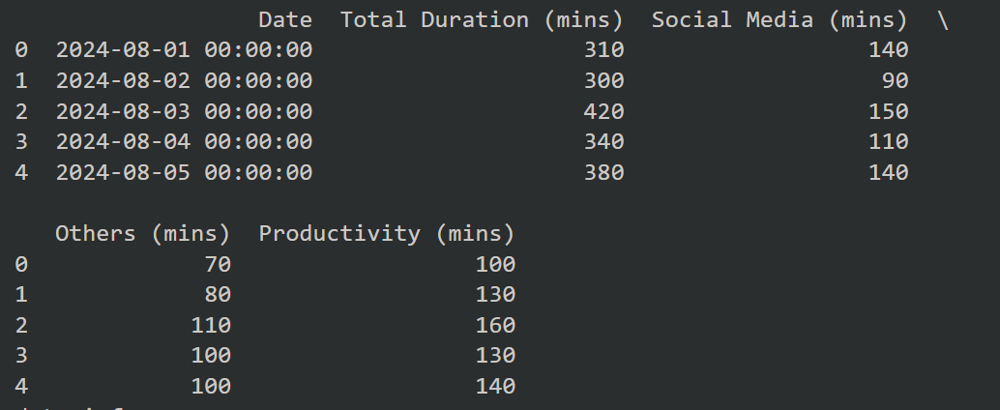 Date Total Duration (mins) Social Media (mins) \
0 2024-08-01 00:00:00 310 140
1 2024-08-02 00:00:00 300 90
2 2024-08-03 00:00:00 420 150
3 2024-08-04 00:00:00 340 110
4 2024-08-05 00:00:00 380 140
Others (mins) Productivity (mins)
0 70 100
1 80 130
2 110 160
3 100 130
4 100 140